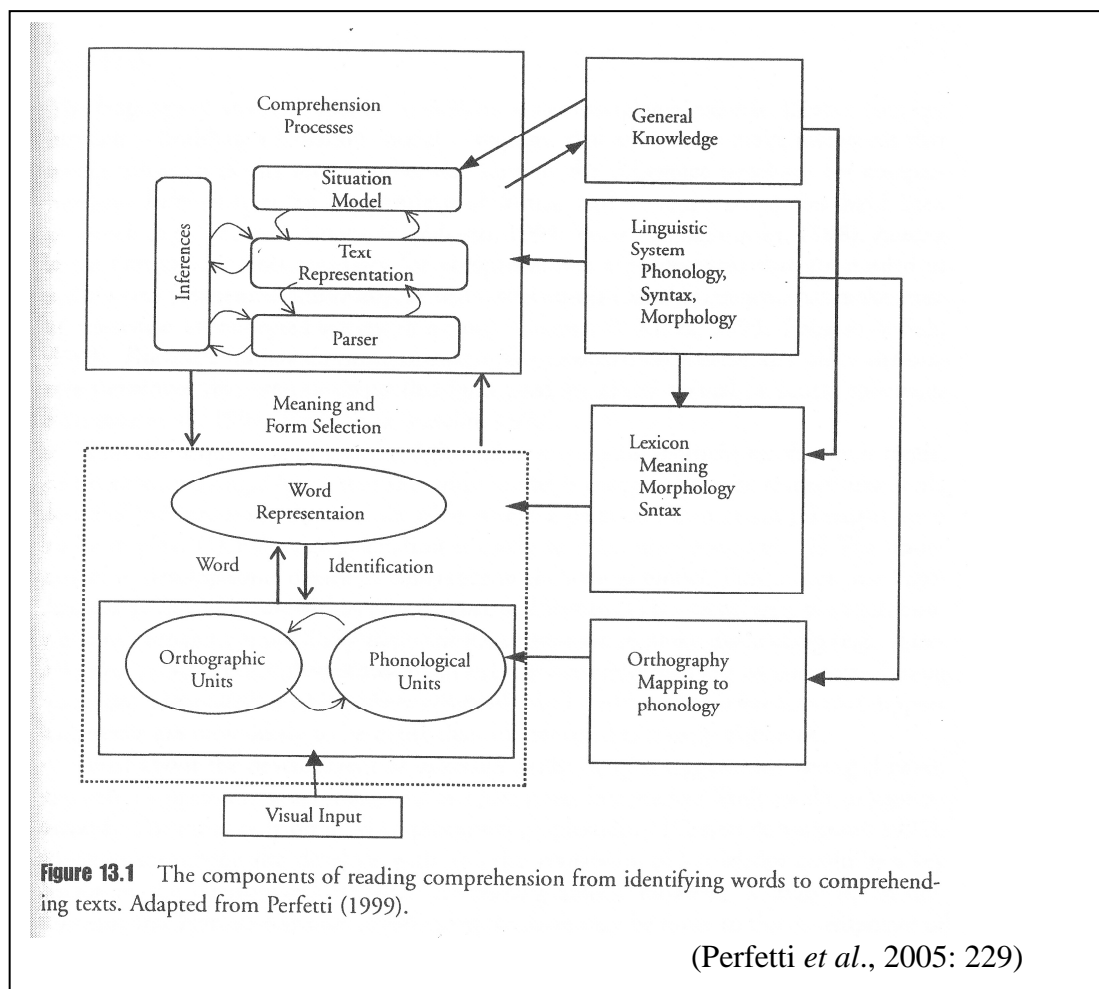 Comprehension
Processes
Situation
Model
Inferences
Text
Representation
Parser
General
Knowledge
Linguistic
System
Phonology,
Syntax,
Morphology
Meaning and
Form Selection
Lexicon
Meaning
Morphology
Sntax
Word
Representaion
Word
Identification
Orthographic
Units
Phonological
Units
Orthography
Mapping to
phonology
Visual Input
Figure 13.1 The components of reading comprehension from identifying words to comprehend-
ing texts. Adapted from Perfetti (1999).
(Perfetti et al., 2005: 229)